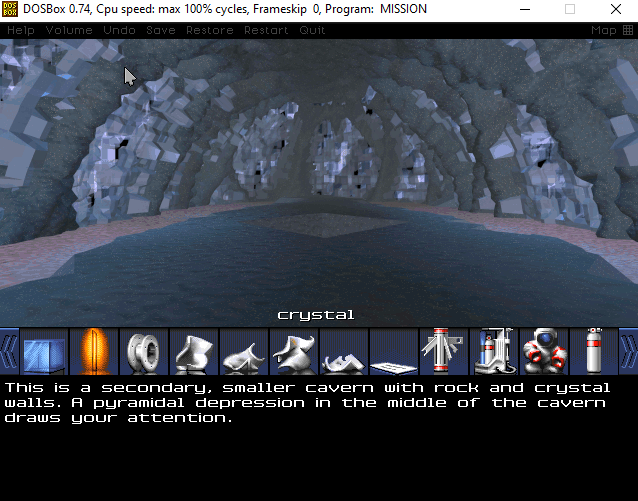 DOSBox 0.74, Cpu speed: max 100% cycles, Frameskip 0, Program: MISSION
Help Volume Undo Save Restore Restart Quit Map
crystal
This is a secondary, smaller cavern with rock and crystal
walls. A pyramidal depression in the middle of the cavern
draws your attention.